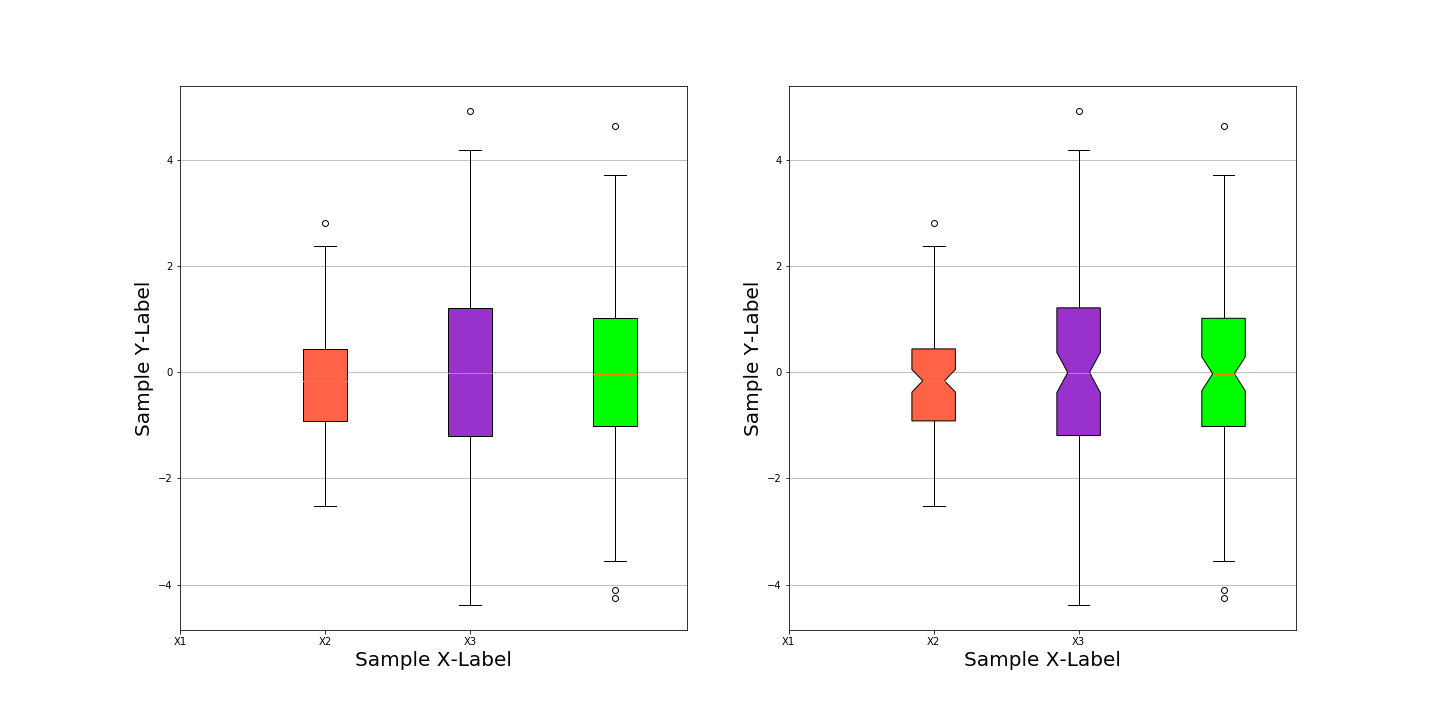 4
2
0
−2
−4
Sample Y-Label
X1 X2 X3
Sample X-Label
4
2
0
−2
−4
Sample Y-Label
X1 X2 X3
Sample X-Label